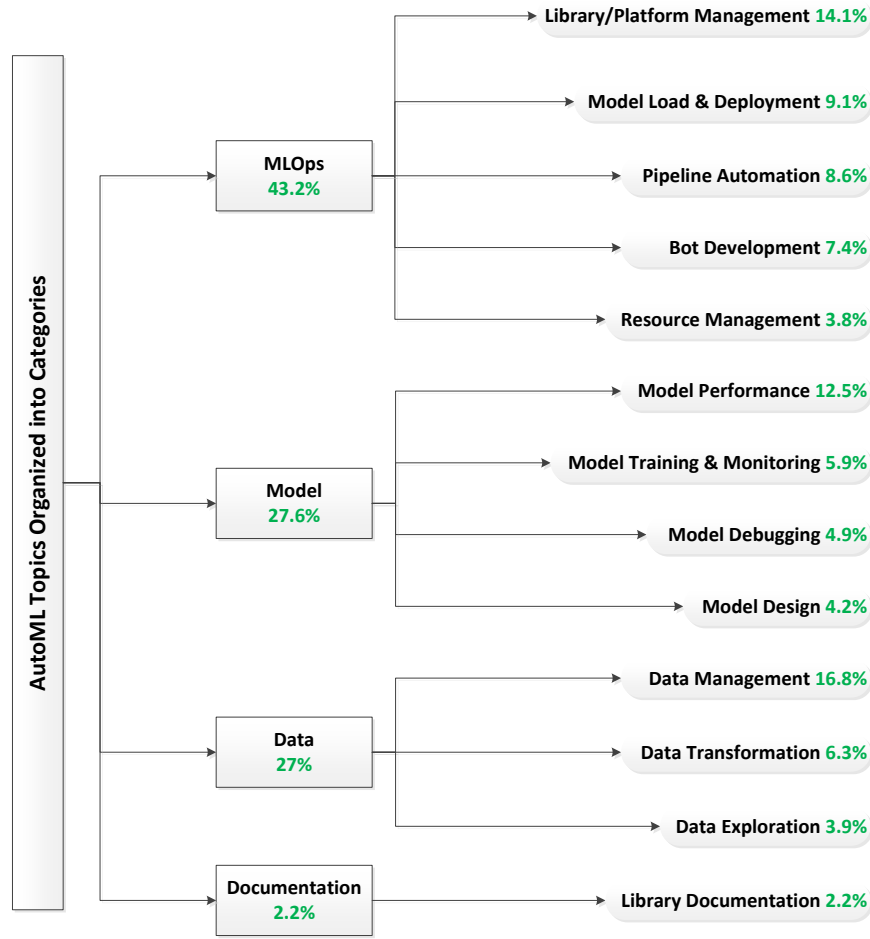 AutoML Topics Organized into Categories
MLOps
43.2%
Library/Platform Management 14.1%
Model Load & Deployment 9.1%
Pipeline Automation 8.6%
Bot Development 7.4%
Resource Management 3.8%
Model
27.6%
Model Performance 12.5%
Model Training & Monitoring 5.9%
Model Debugging 4.9%
Model Design 4.2%
Data
27%
Data Management 16.8%
Data Transformation 6.3%
Data Exploration 3.9%
Documentation
2.2%
Library Documentation 2.2%